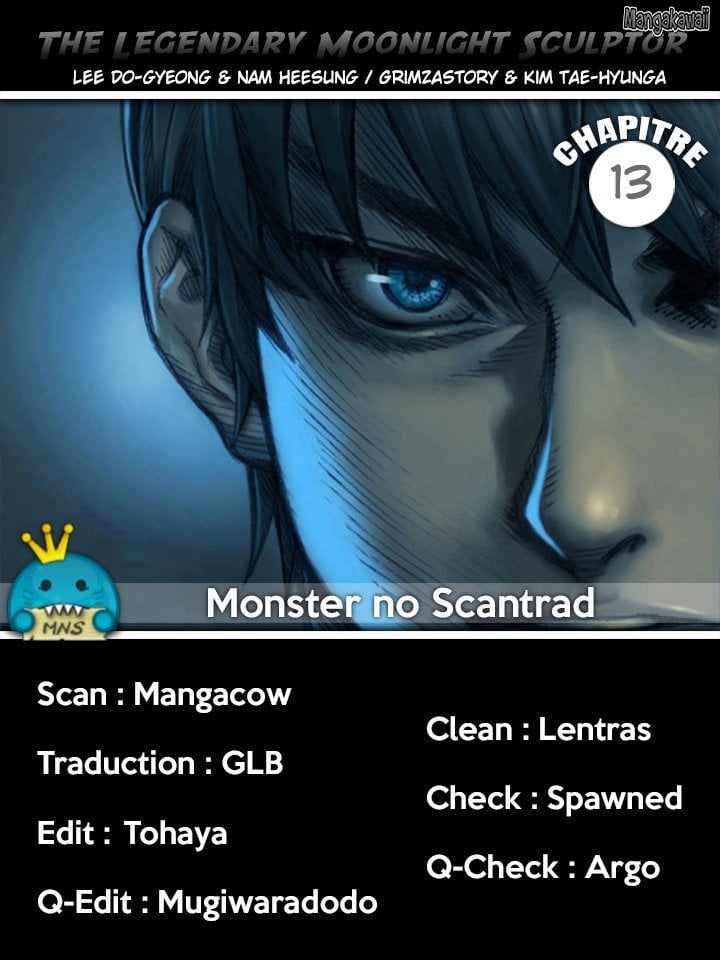 Mangakawaii
THE LEGENDARY MOONLIGHT SCULPTOR
LEE DO-GYEONG & NAM HEESUNG / GRIMZASTORY & KIM TAE-HYUNGA
CHAPITRE
13
Monster no Scantrad
MNS
Scan : Mangacow
Traduction : GLB
Edit : Tohaya
Q-Edit : Mugiwaradodo
Clean : Lentras
Check : Spawned
Q-Check : Argo